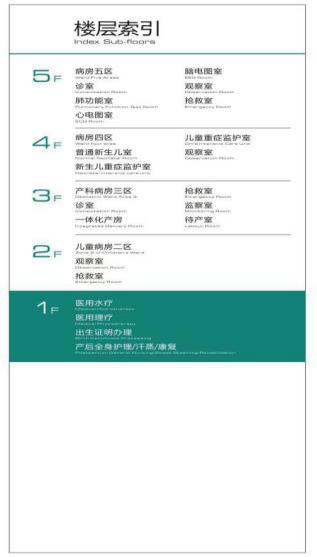 楼层索引
Index Sub-floors
5F
病房五区
Ward Five Areas
诊室
Consultation Room
肺功能室
Pulmonary Function Test Room
心电图室
ECG Room
脑电图室
EEG Room
观察室
Observation Room
抢救室
Emergency Room
4F
病房四区
Ward four area
普通新生儿室
Normal Neonatal Room
新生儿重症监护室
Neonatal intensive care unit
儿童重症监护室
Child Intensive Care Unit
观察室
Observation Room
3F
产科病房三区
Obstetric Ward Area 3
诊室
Consultation Room
一体化产房
Integrated Delivery Room
抢救室
Emergency Room
监察室
Monitoring Room
待产室
Labour Room
2F
儿童病房二区
Zone 2 of Children's Ward
观察室
Observation Room
抢救室
Emergency Room
1F
医用水疗
Medical Hydrotherapy
医用理疗
Medical Physiotherapy
出生证明办理
Birth Certificate Processing
产后全身护理/汗蒸/康复
Postpartum General Nursing/Sweat Steaming/Rehabilitation